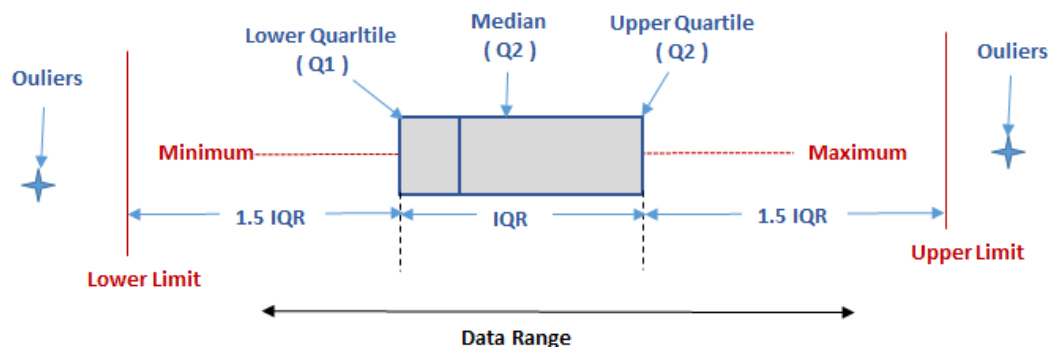 Ouliers
Lower Quarltile
( Q1 )
Median
( Q2 )
Upper Quartile
( Q2 )
Ouliers
Minimum
Maximum
1.5 IQR
IQR
1.5 IQR
Lower Limit
Upper Limit
Data Range